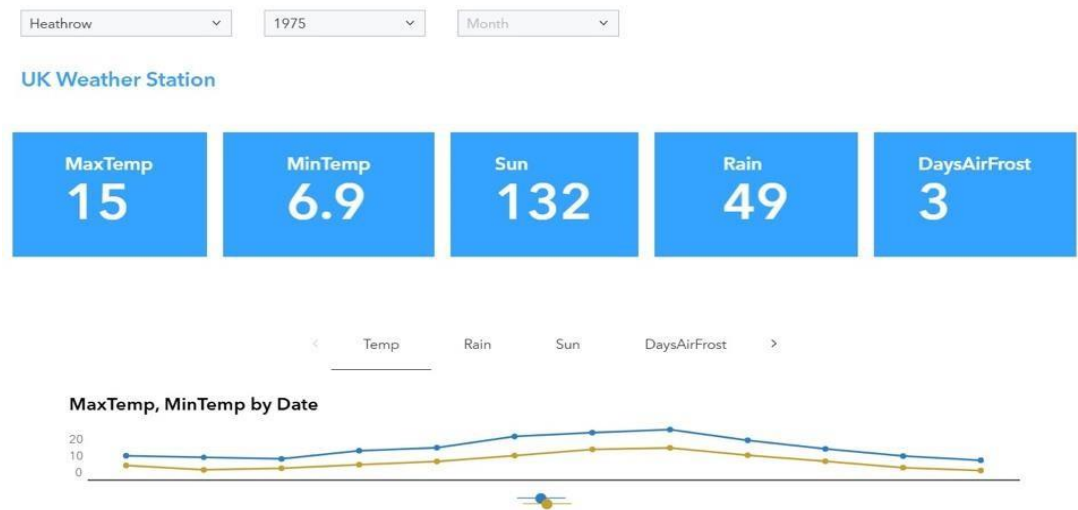 Heathrow 1975 Month
UK Weather Station
MaxTemp MinTemp Sun Rain DaysAirFrost
15 6.9 132 49 3
Temp Rain Sun DaysAirFrost
MaxTemp, MinTemp by Date
20
10
0